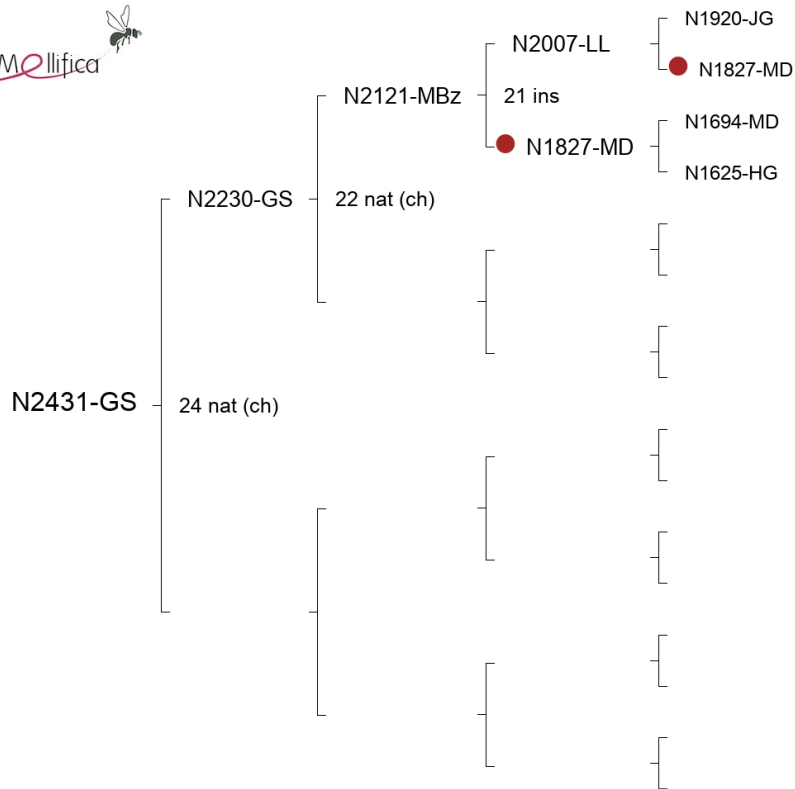 Mellifica
N1920-JG
N2007-LL
N1827-MD
N2121-MBz
21 ins
N1694-MD
N1827-MD
N1625-HG
N2230-GS
22 nat (ch)
N2431-GS
24 nat (ch)